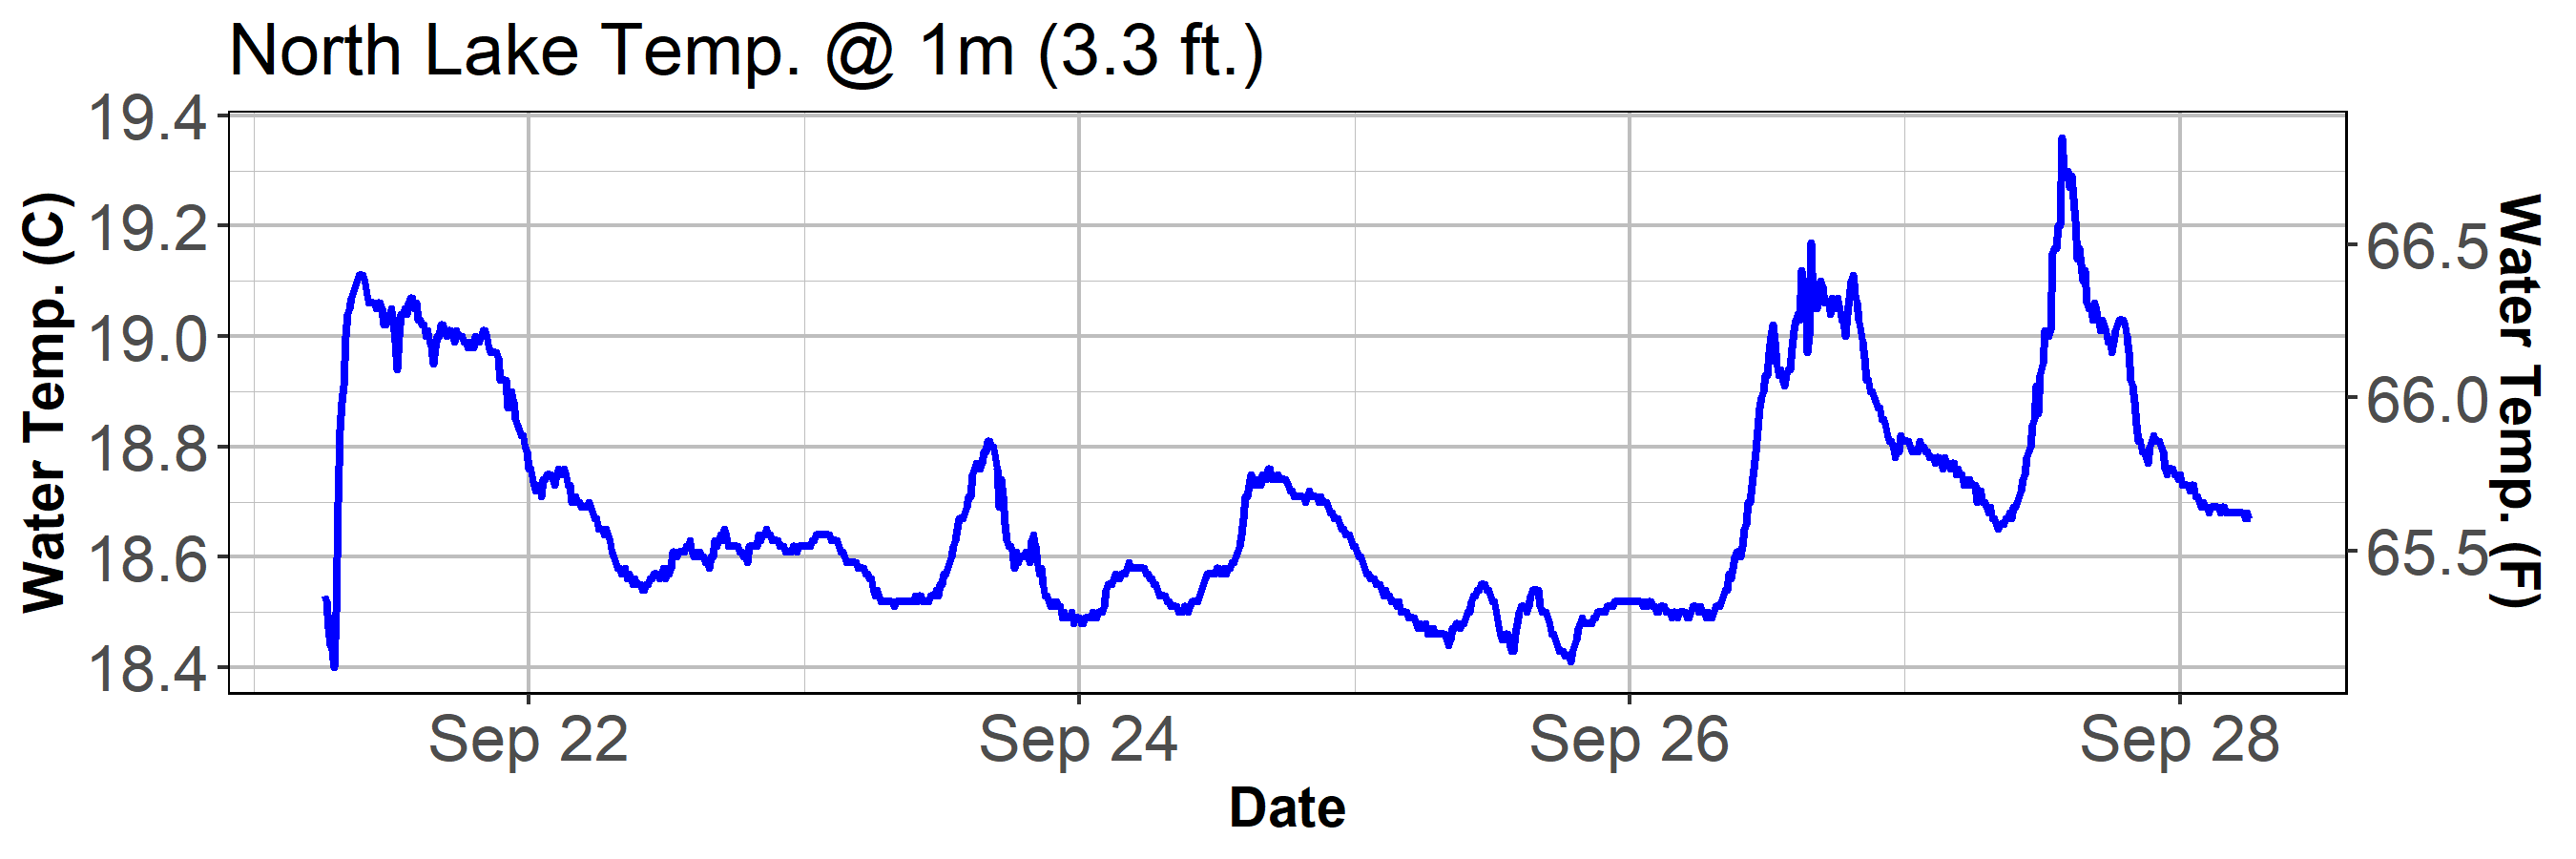 North Lake Temp. @ 1m (3.3 ft.)
Water Temp. (C)
19.4
19.2
19.0
18.8
18.6
18.4
Water Temp. (F)
66.5
66.0
65.5
Sep 22
Sep 24
Sep 26
Sep 28
Date